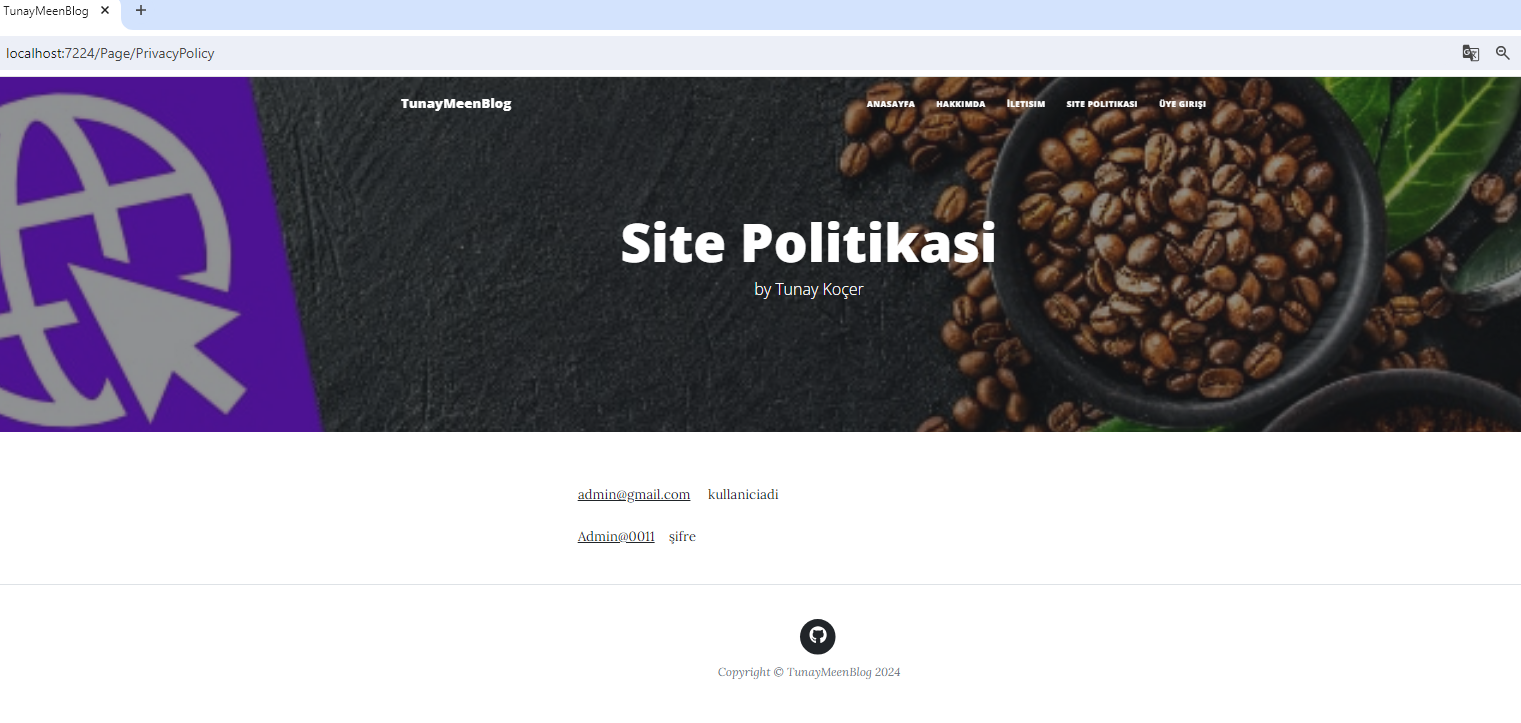 TunayMeenBlog
localhost:7224/Page/PrivacyPolicy
TunayMeenBlog ANASAYFA HAKKIMDA İLETISIM SITE POLITIKASI ÜYE GIRIŞI
Site Politikasi
by Tunay Koçer
admin@gmail.com kullaniciadi
Admin@0011 şifre
Copyright © TunayMeenBlog 2024